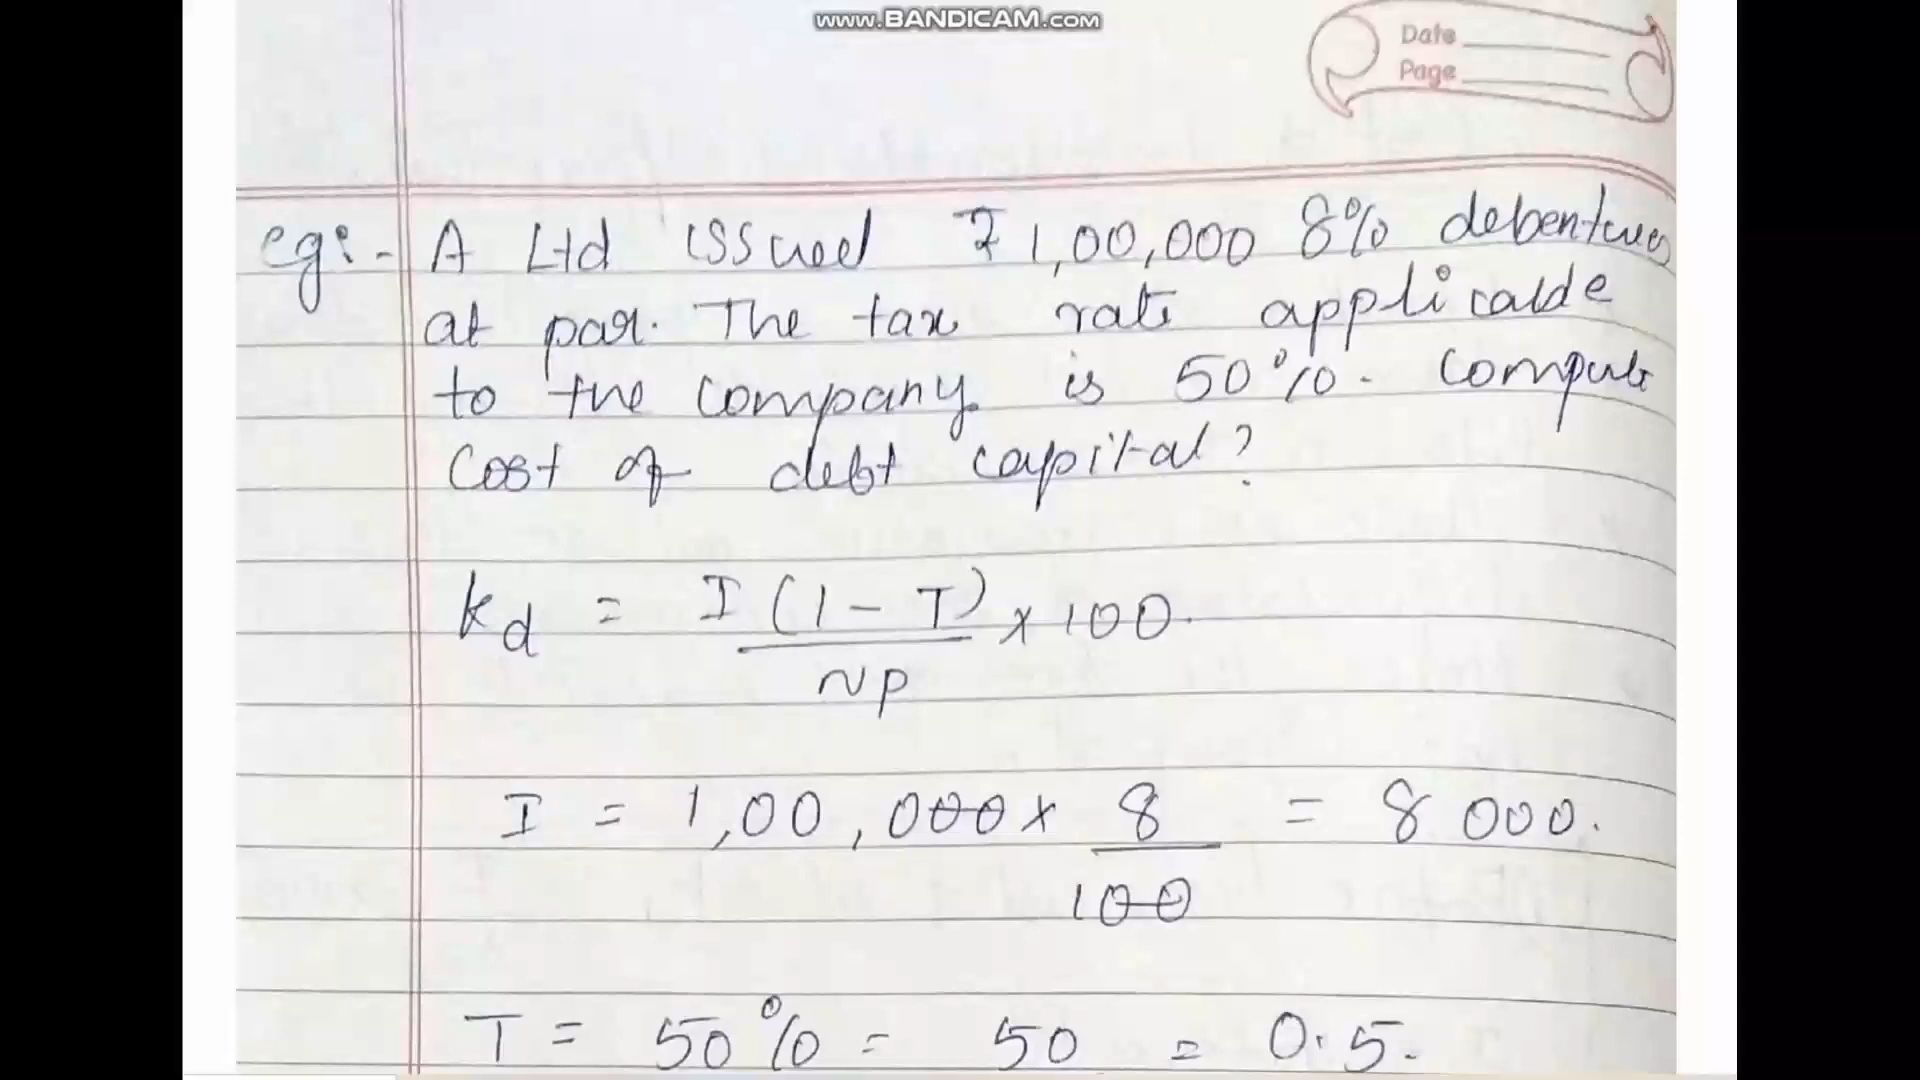 www.BANDICAM.com
Date
Page
eg:- A Ltd issued ₹ 1,00,000 8% debentures
at par. The tax rate applicable
to the company is 50%. Compute
Cost of debt capital?
Kd = I (1 - T) × 100.
NP
I = 1,00,000 × 8 = 8000.
100
T = 50% = 50 = 0.5.